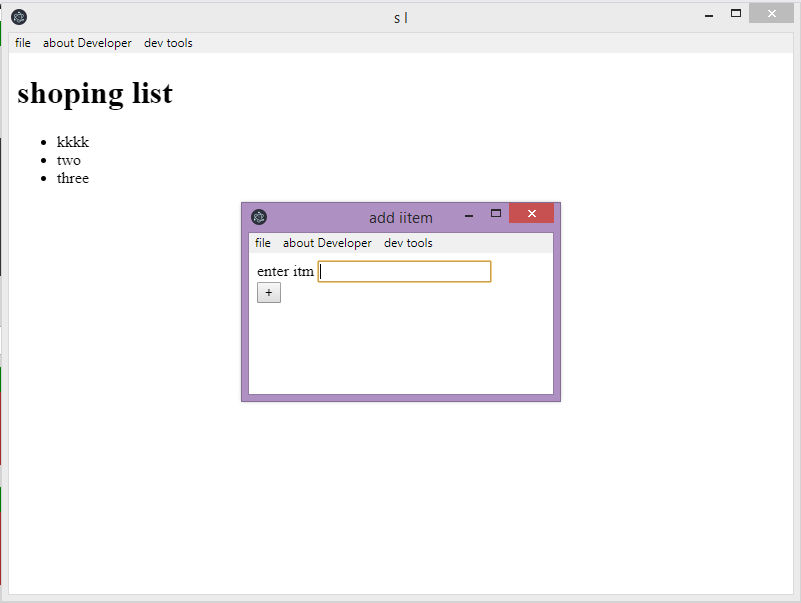 s l
file about Developer dev tools
shoping list
kkkk
two
three
add iitem
file about Developer dev tools
enter itm
+